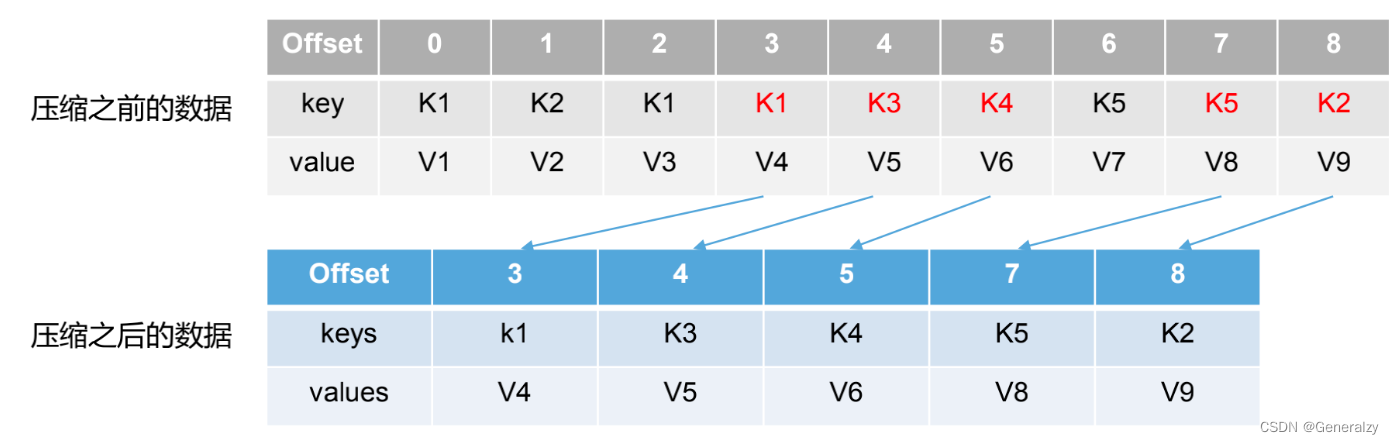 Offset 0 1 2 3 4 5 6 7 8
压缩之前的数据
key K1 K2 K1 K1 K3 K4 K5 K5 K2
value V1 V2 V3 V4 V5 V6 V7 V8 V9
Offset 3 4 5 7 8
压缩之后的数据
keys k1 K3 K4 K5 K2
values V4 V5 V6 V8 V9
CSDN @Generalzy